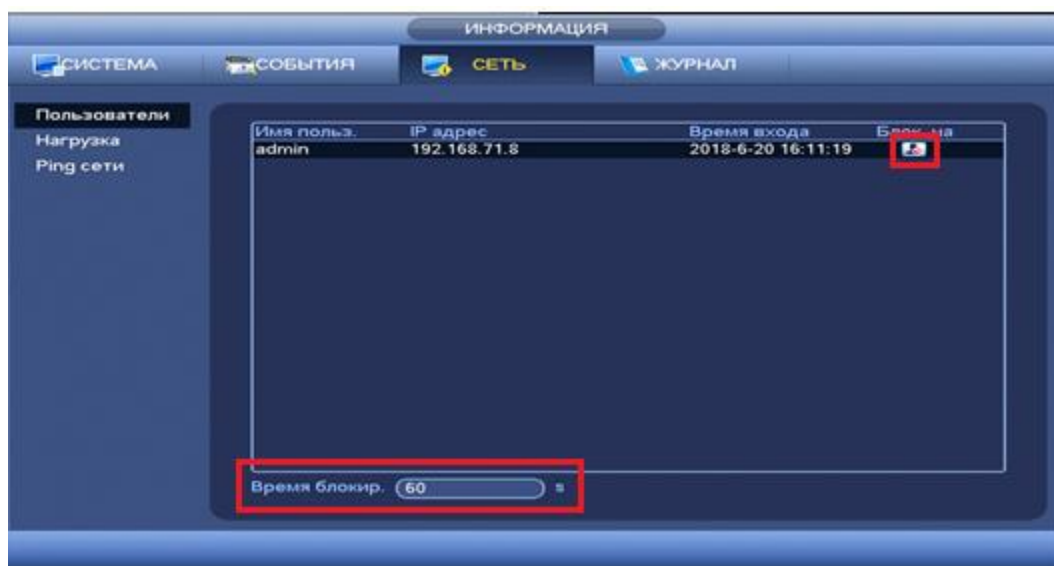 ИНФОРМАЦИЯ
СИСТЕМА СОБЫТИЯ СЕТЬ ЖУРНАЛ
Пользователи
Нагрузка
Ping сети
Имя польз. IP адрес Время входа на
admin 192.168.71.8 2018-6-20 16:11:19
Время блокир. 60 s